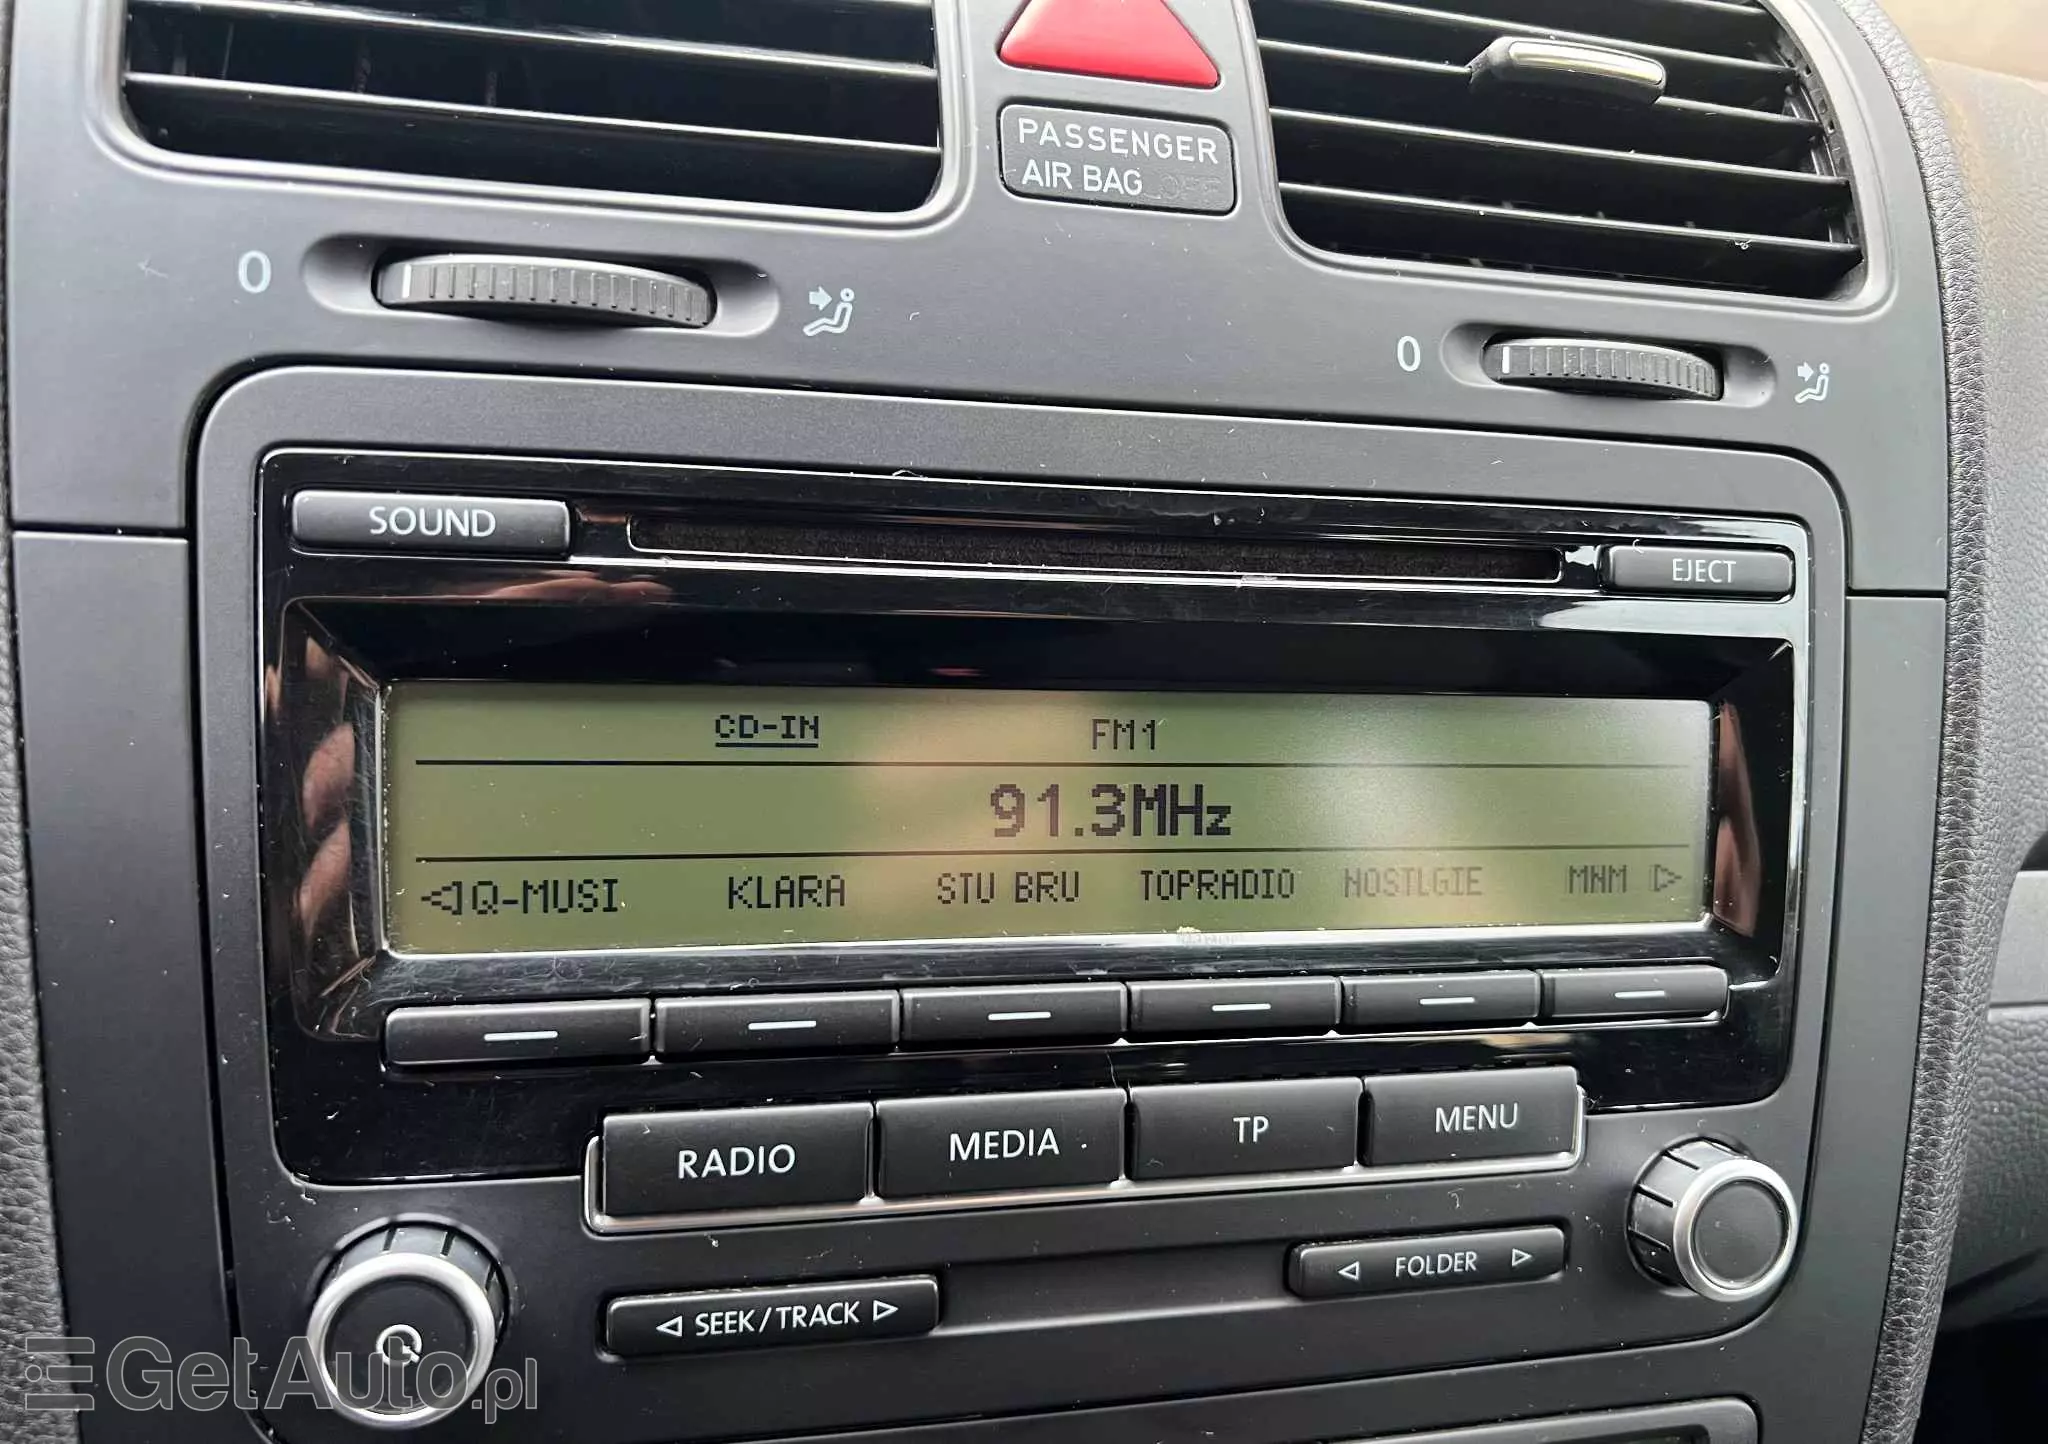 PASSENGER
AIR BAG OFF
0
0
SOUND
EJECT
CD-IN FM1
91.3MHz
Q-MUSI KLARA STU BRU TOPRADIO NOSTLGIE MNM
RADIO MEDIA TP MENU
FOLDER
SEEK/TRACK
GetAuto.pl